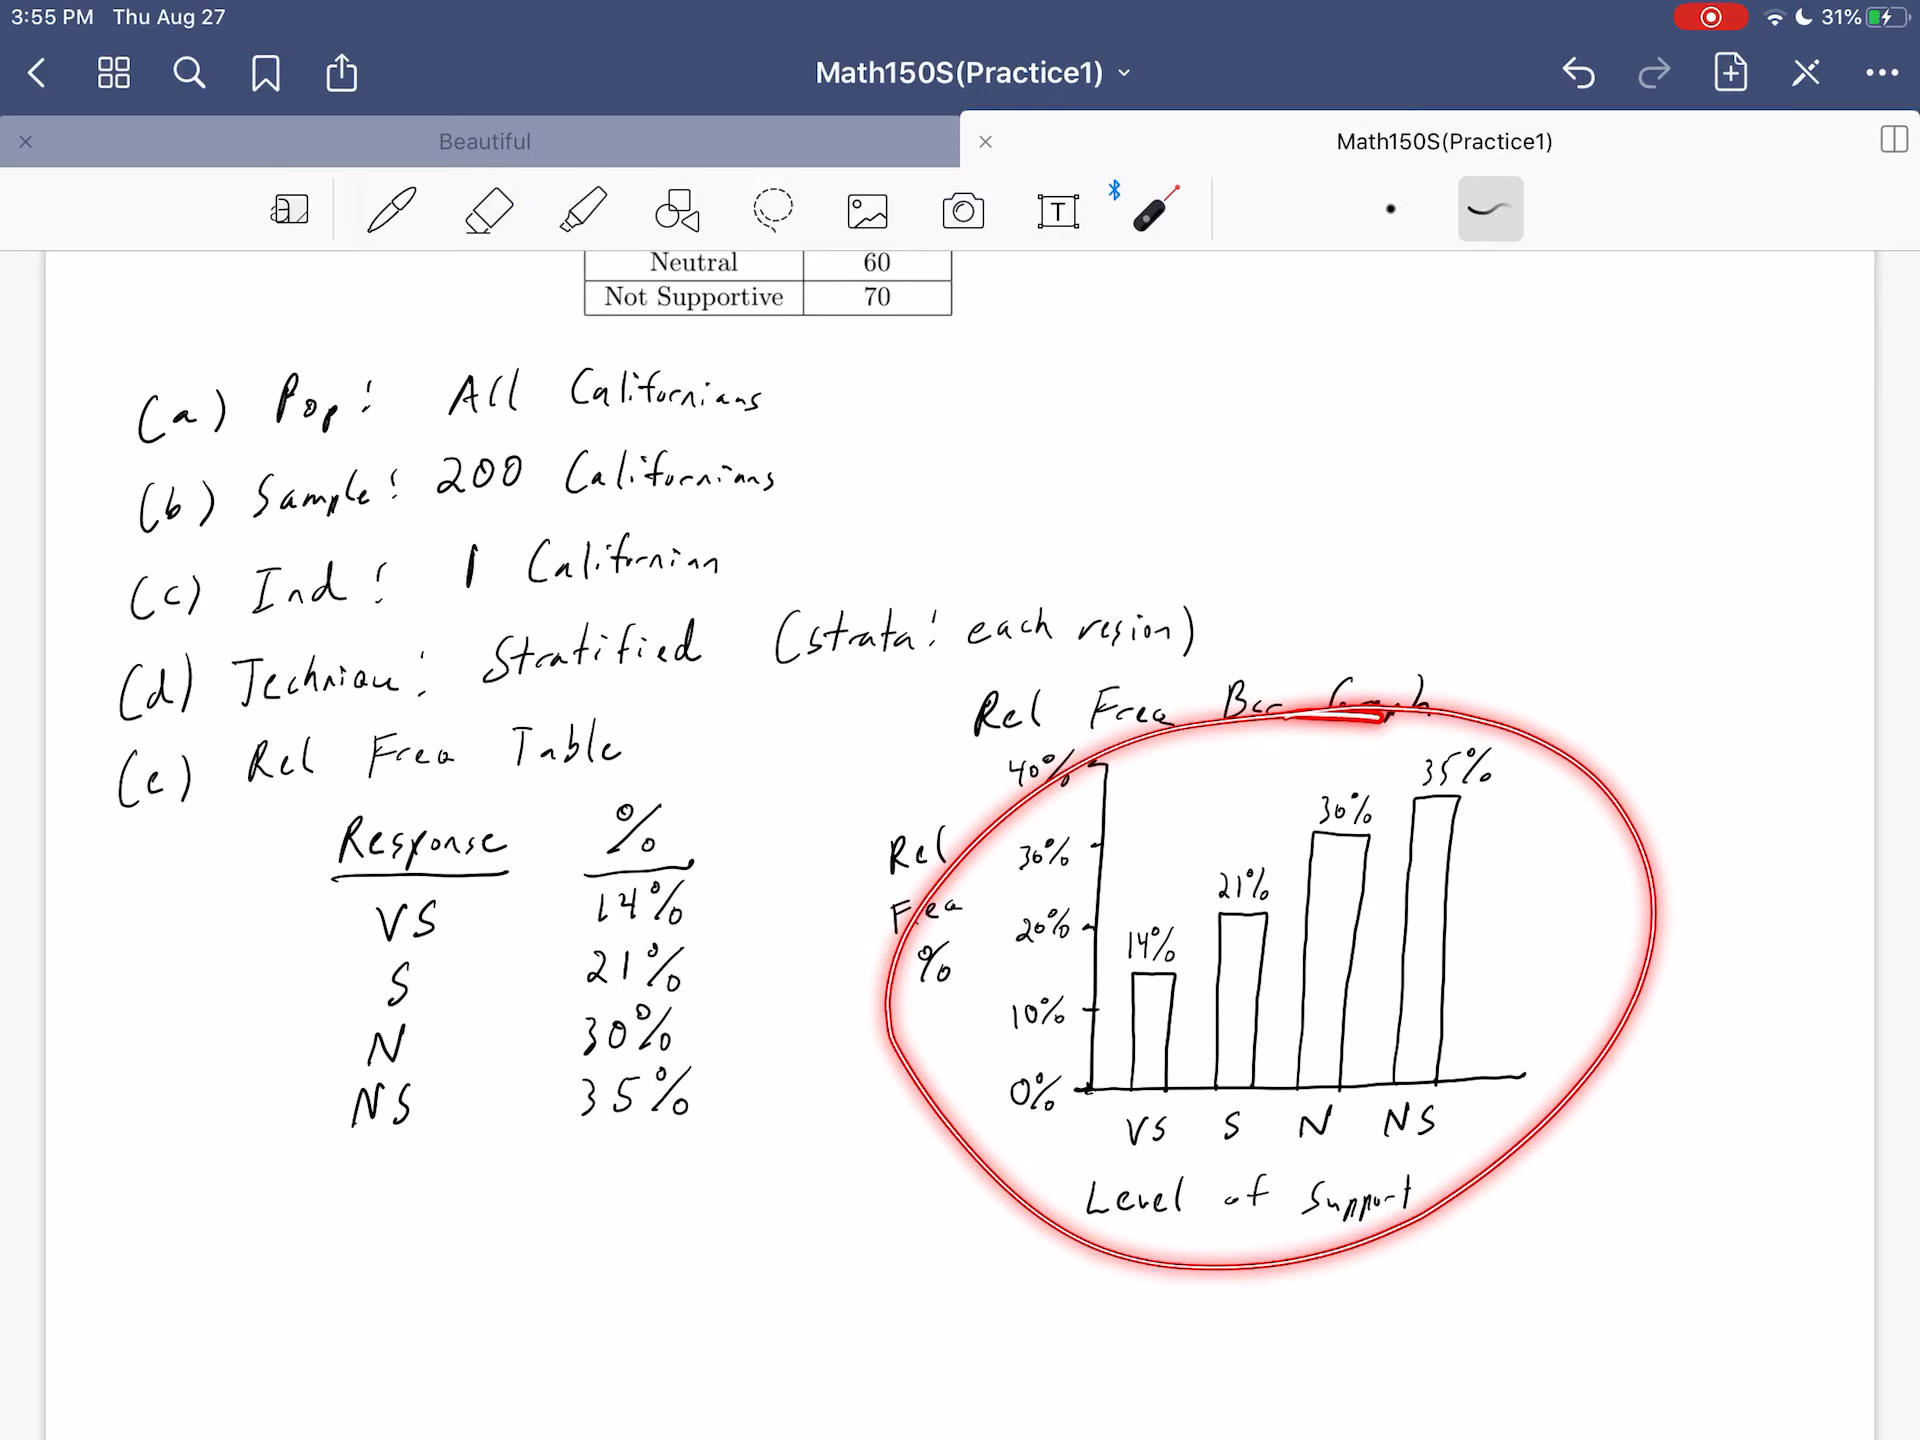 3:55 PM Thu Aug 27
31%
Math150S(Practice1)
Beautiful
Math150S(Practice1)
Neutral 60
Not Supportive 70
(a) Pop: All Californians
(b) Sample: 200 Californians
(c) Ind: 1 Californian
(d) Technique: Stratified (strata: each region)
(e) Rel Freq Table
Response %
VS 14%
S 21%
N 30%
NS 35%
Rel Freq Bar Graph
Rel
Freq
%
40%
30%
20%
10%
0%
14%
21%
30%
35%
VS S N NS
Level of Support